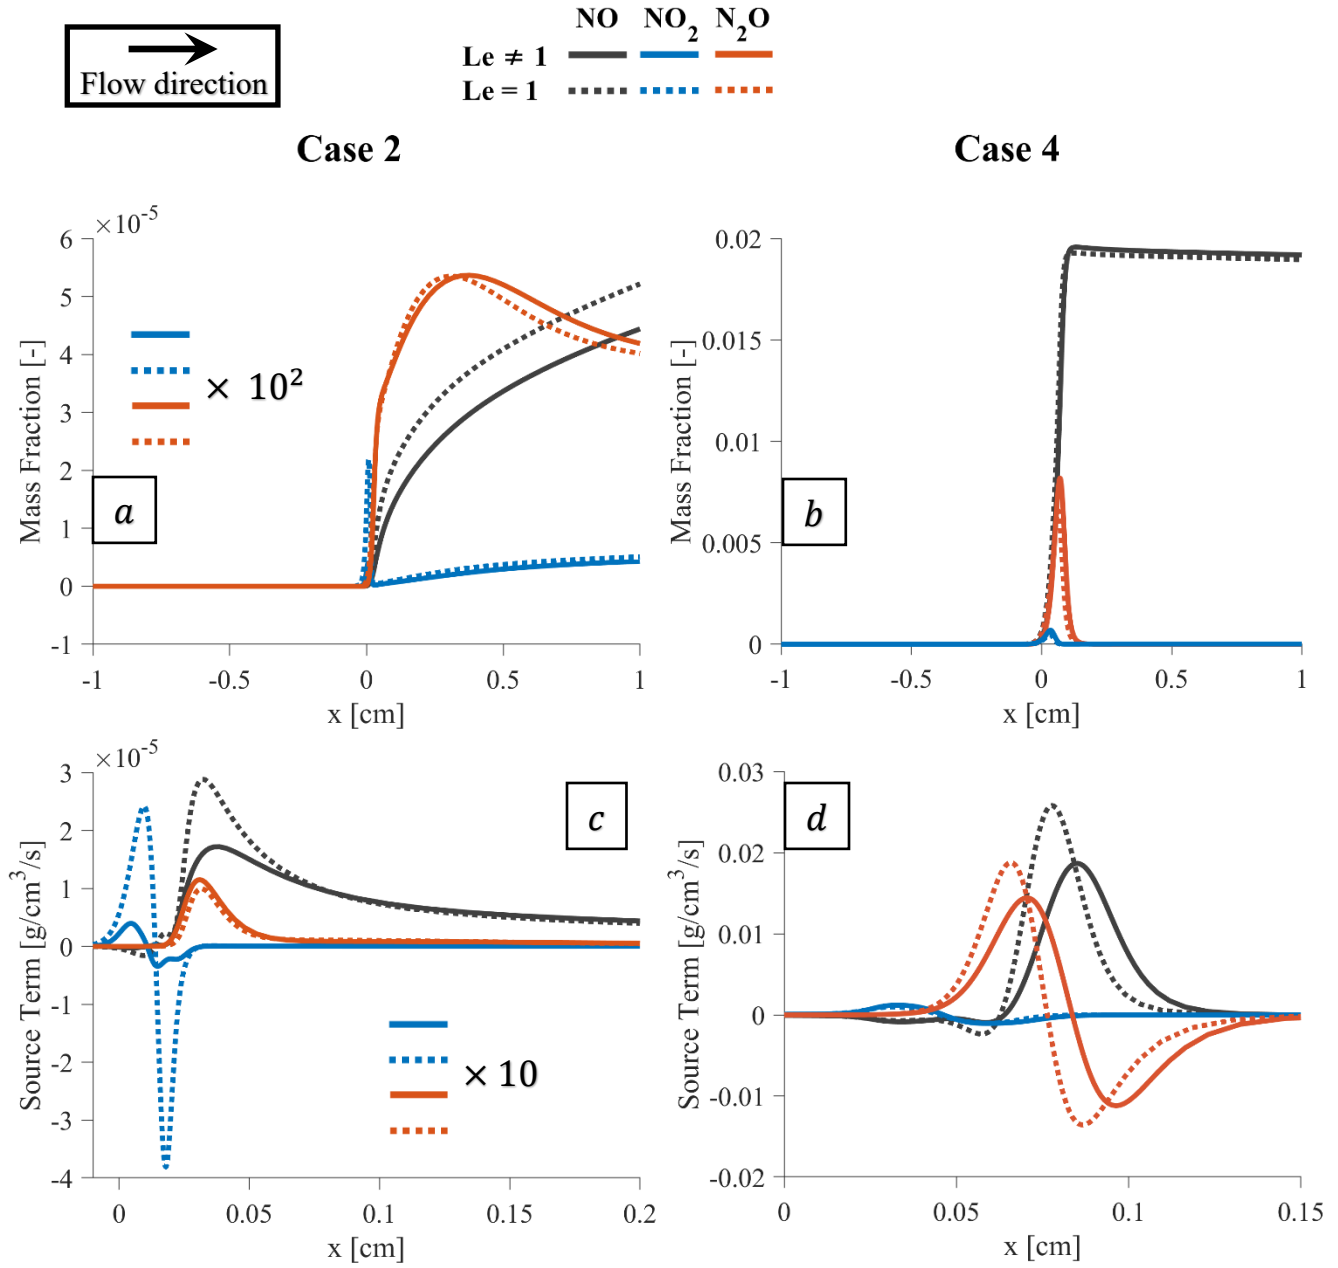 NO NO₂ N₂O
Le ≠ 1
Le = 1
Flow direction
Case 2
Case 4
×10⁻⁵
6
5
4
3
2
1
0
-1
Mass Fraction [-]
× 10²
a
-1 -0.5 0 0.5 1
x [cm]
0.02
0.015
0.01
0.005
0
Mass Fraction [-]
b
-1 -0.5 0 0.5 1
x [cm]
×10⁻⁵
3
2
1
0
-1
-2
-3
-4
Source Term [g/cm³/s]
c
× 10
0 0.05 0.1 0.15 0.2
x [cm]
0.03
0.02
0.01
0
-0.01
-0.02
Source Term [g/cm³/s]
d
0 0.05 0.1 0.15
x [cm]